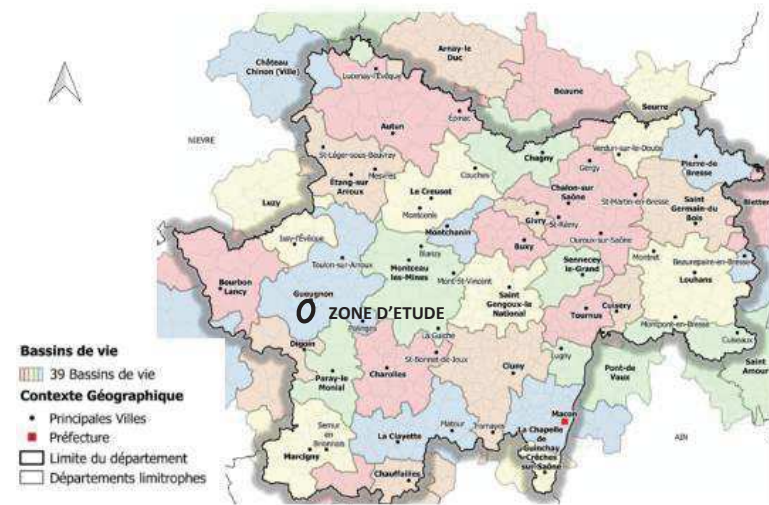 Château
Chinon (Ville)
Arnay-le
Duc
Lucenay-l'Évêque
Beaune
Seurre
NIEVRE
Autun
Épinac
Verdun-sur-le-Doubs
Pierre-de
Bresse
Chagny
Gergy
St-Léger-sous-Beuvray
Mesvres
Étang-sur
Arroux
Couches
Chalon-sur
Saône
St-Martin-en-Bresse
Saint
Germain-du
Bois
Bletter
Luzy
Le Creusot
Montcenis
Givry
St-Rémy
Montchanin
Buxy
Ouroux-sur-Saône
Issy-l'Évêque
Toulon-sur-Arroux
Blanzy
Montceau
les-Mines
Mont-St-Vincent
Sennecey
le-Grand
Montret
Beaurepaire-en-Bresse
Louhans
Bourbon
Lancy
Gueugnon
ZONE D'ETUDE
Saint
Gengoux-le
National
Cuisery
Tournus
Palinges
Montpont-en-Bresse
Cuiseaux
Saint
Amour
La Guiche
Digoin
St-Bonnet-de-Joux
Lugny
Pont-de
Vaux
Paray-le
Monial
Charolles
Cluny
Bassins de vie
39 Bassins de vie
Contexte Géographique
Principales Villes
Préfecture
Limite du département
Départements limitrophes
Semur
en
Brionnais
Marcigny
La Clayette
Matour
Macon
La Chapelle
de
Guinchay
Crêches
sur-Saône
AIN
Chauffailles